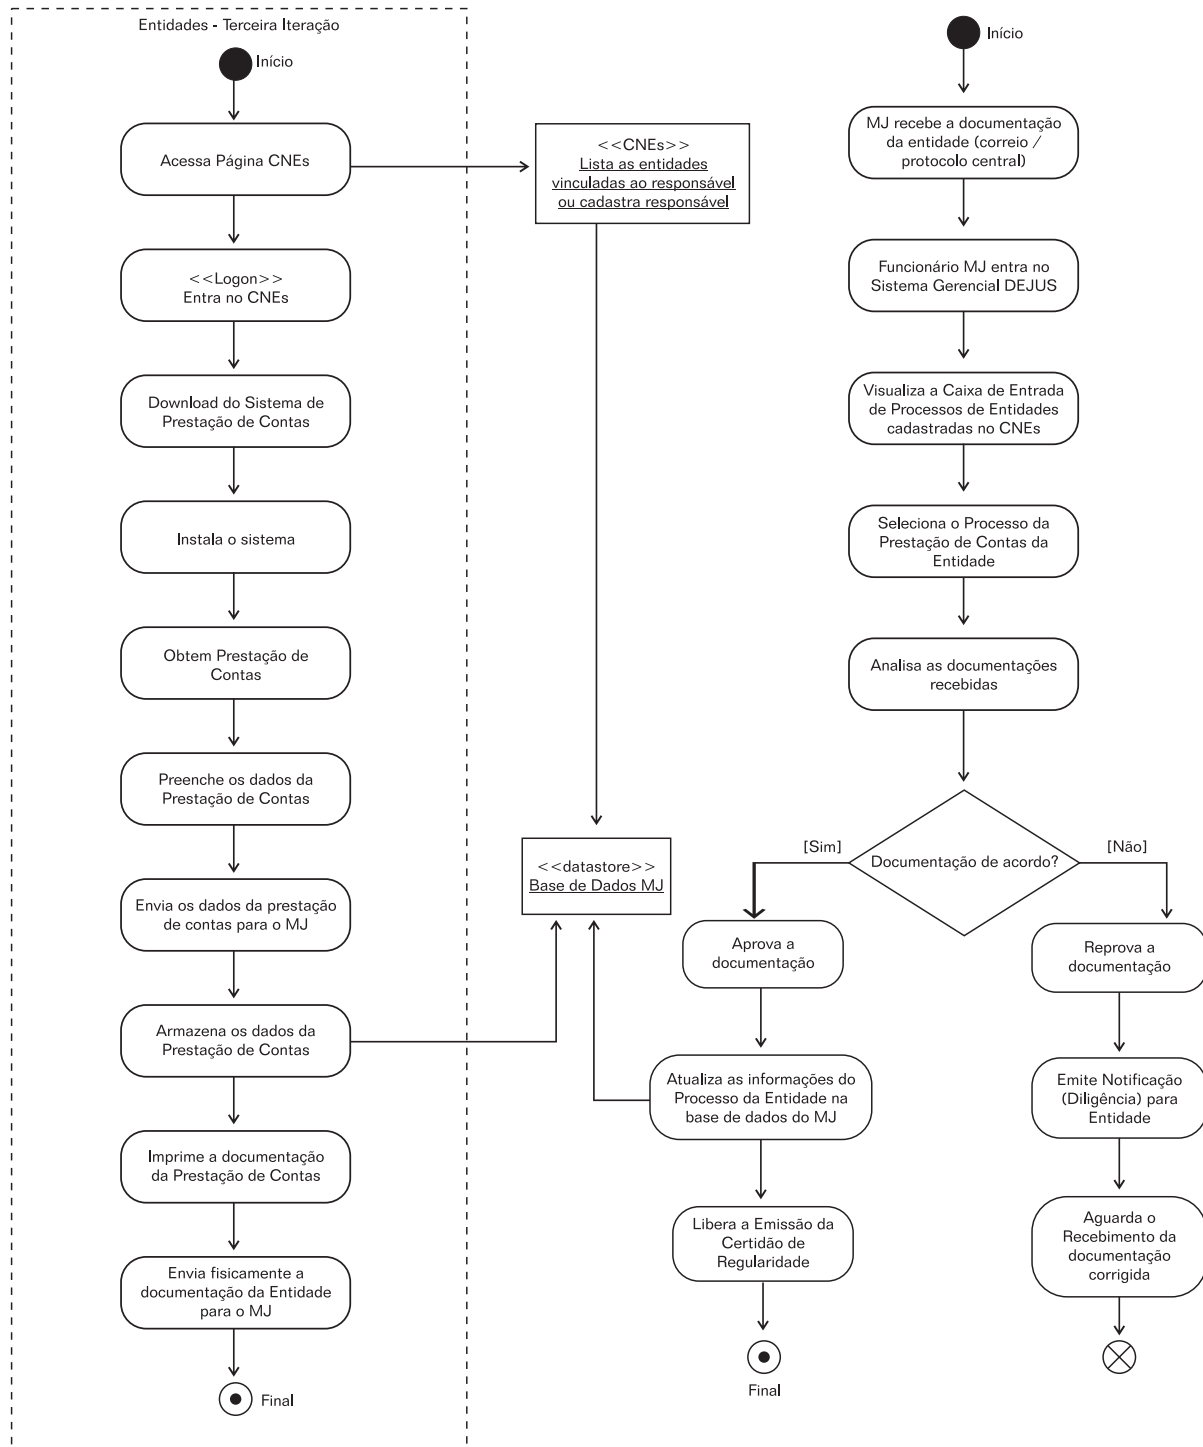 Entidades - Terceira Iteração
Início
Acessa Página CNEs
<<Logon>>
Entra no CNEs
Download do Sistema de
Prestação de Contas
Instala o sistema
Obtem Prestação de
Contas
Preenche os dados da
Prestação de Contas
Envia os dados da prestação
de contas para o MJ
Armazena os dados da
Prestação de Contas
Imprime a documentação
da Prestação de Contas
Envia fisicamente a
documentação da Entidade
para o MJ
Final
<<CNEs>>
Lista as entidades
vinculadas ao responsável
ou cadastra responsável
<<datastore>>
Base de Dados MJ
Início
MJ recebe a documentação
da entidade (correio /
protocolo central)
Funcionário MJ entra no
Sistema Gerencial DEJUS
Visualiza a Caixa de Entrada
de Processos de Entidades
cadastradas no CNEs
Seleciona o Processo da
Prestação de Contas da
Entidade
Analisa as documentações
recebidas
Documentação de acordo?
[Sim]
[Não]
Aprova a
documentação
Atualiza as informações do
Processo da Entidade na
base de dados do MJ
Libera a Emissão da
Certidão de
Regularidade
Final
Reprova a
documentação
Emite Notificação
(Diligência) para
Entidade
Aguarda o
Recebimento da
documentação
corrigida